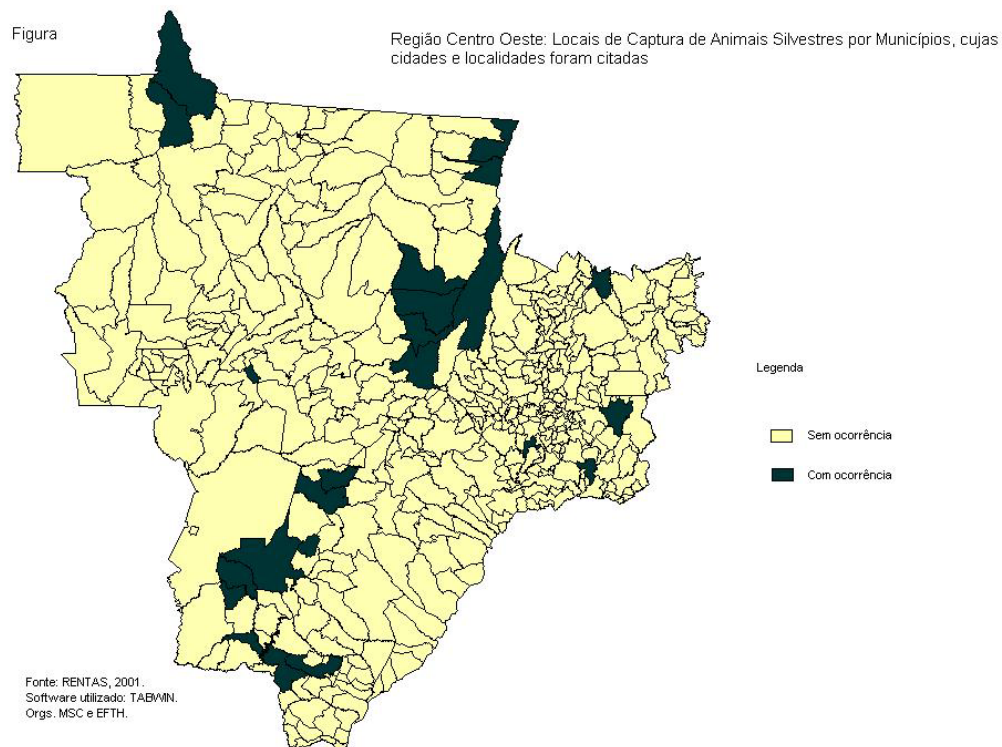 Figura
Região Centro Oeste: Locais de Captura de Animais Silvestres por Municípios, cujas
cidades e localidades foram citadas
Legenda
Sem ocorrência
Com ocorrência
Fonte: RENTAS, 2001.
Software utilizado: TABWIN.
Orgs. MSC e EFTH.